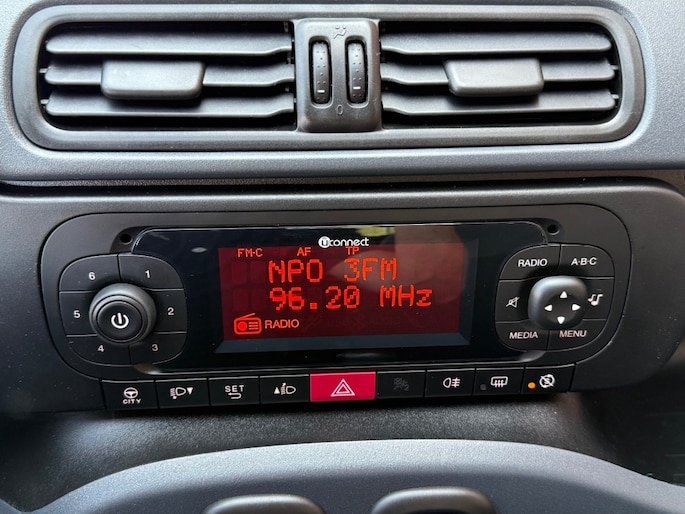 0
Uconnect
FM-C AF TP
NPO 3FM
96.20 MHz
RADIO
6 1
5 2
4 3
RADIO A-B-C
MEDIA MENU
CITY
SET